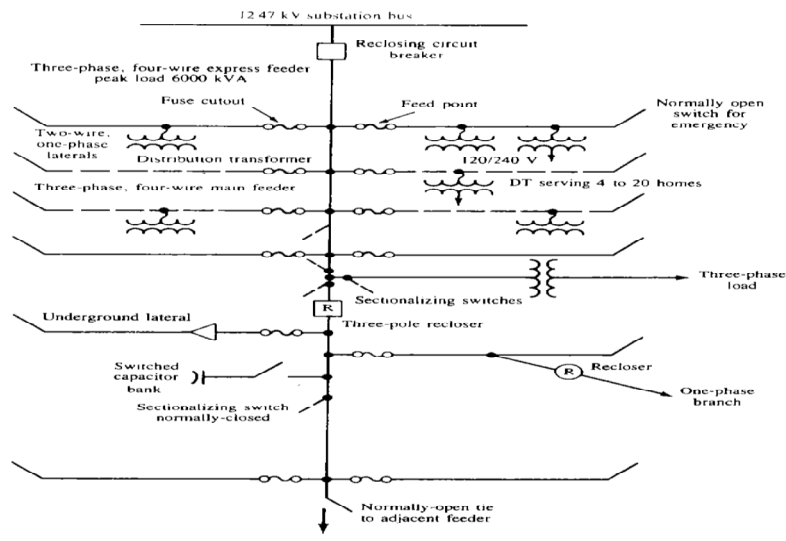 12 47 kV substation bus
Reclosing circuit
breaker
Three-phase, four-wire express feeder
peak load 6000 kVA
Fuse cutout
Feed point
Normally open
switch for
emergency
Two-wire,
one-phase
laterals
Distribution transformer
120/240 V
Three-phase, four-wire main feeder
DT serving 4 to 20 homes
Sectionalizing switches
Three-phase
load
R
Underground lateral
Three-pole recloser
Switched
capacitor
bank
R
Recloser
One-phase
branch
Sectionalizing switch
normally-closed
Normally-open tie
to adjacent feeder